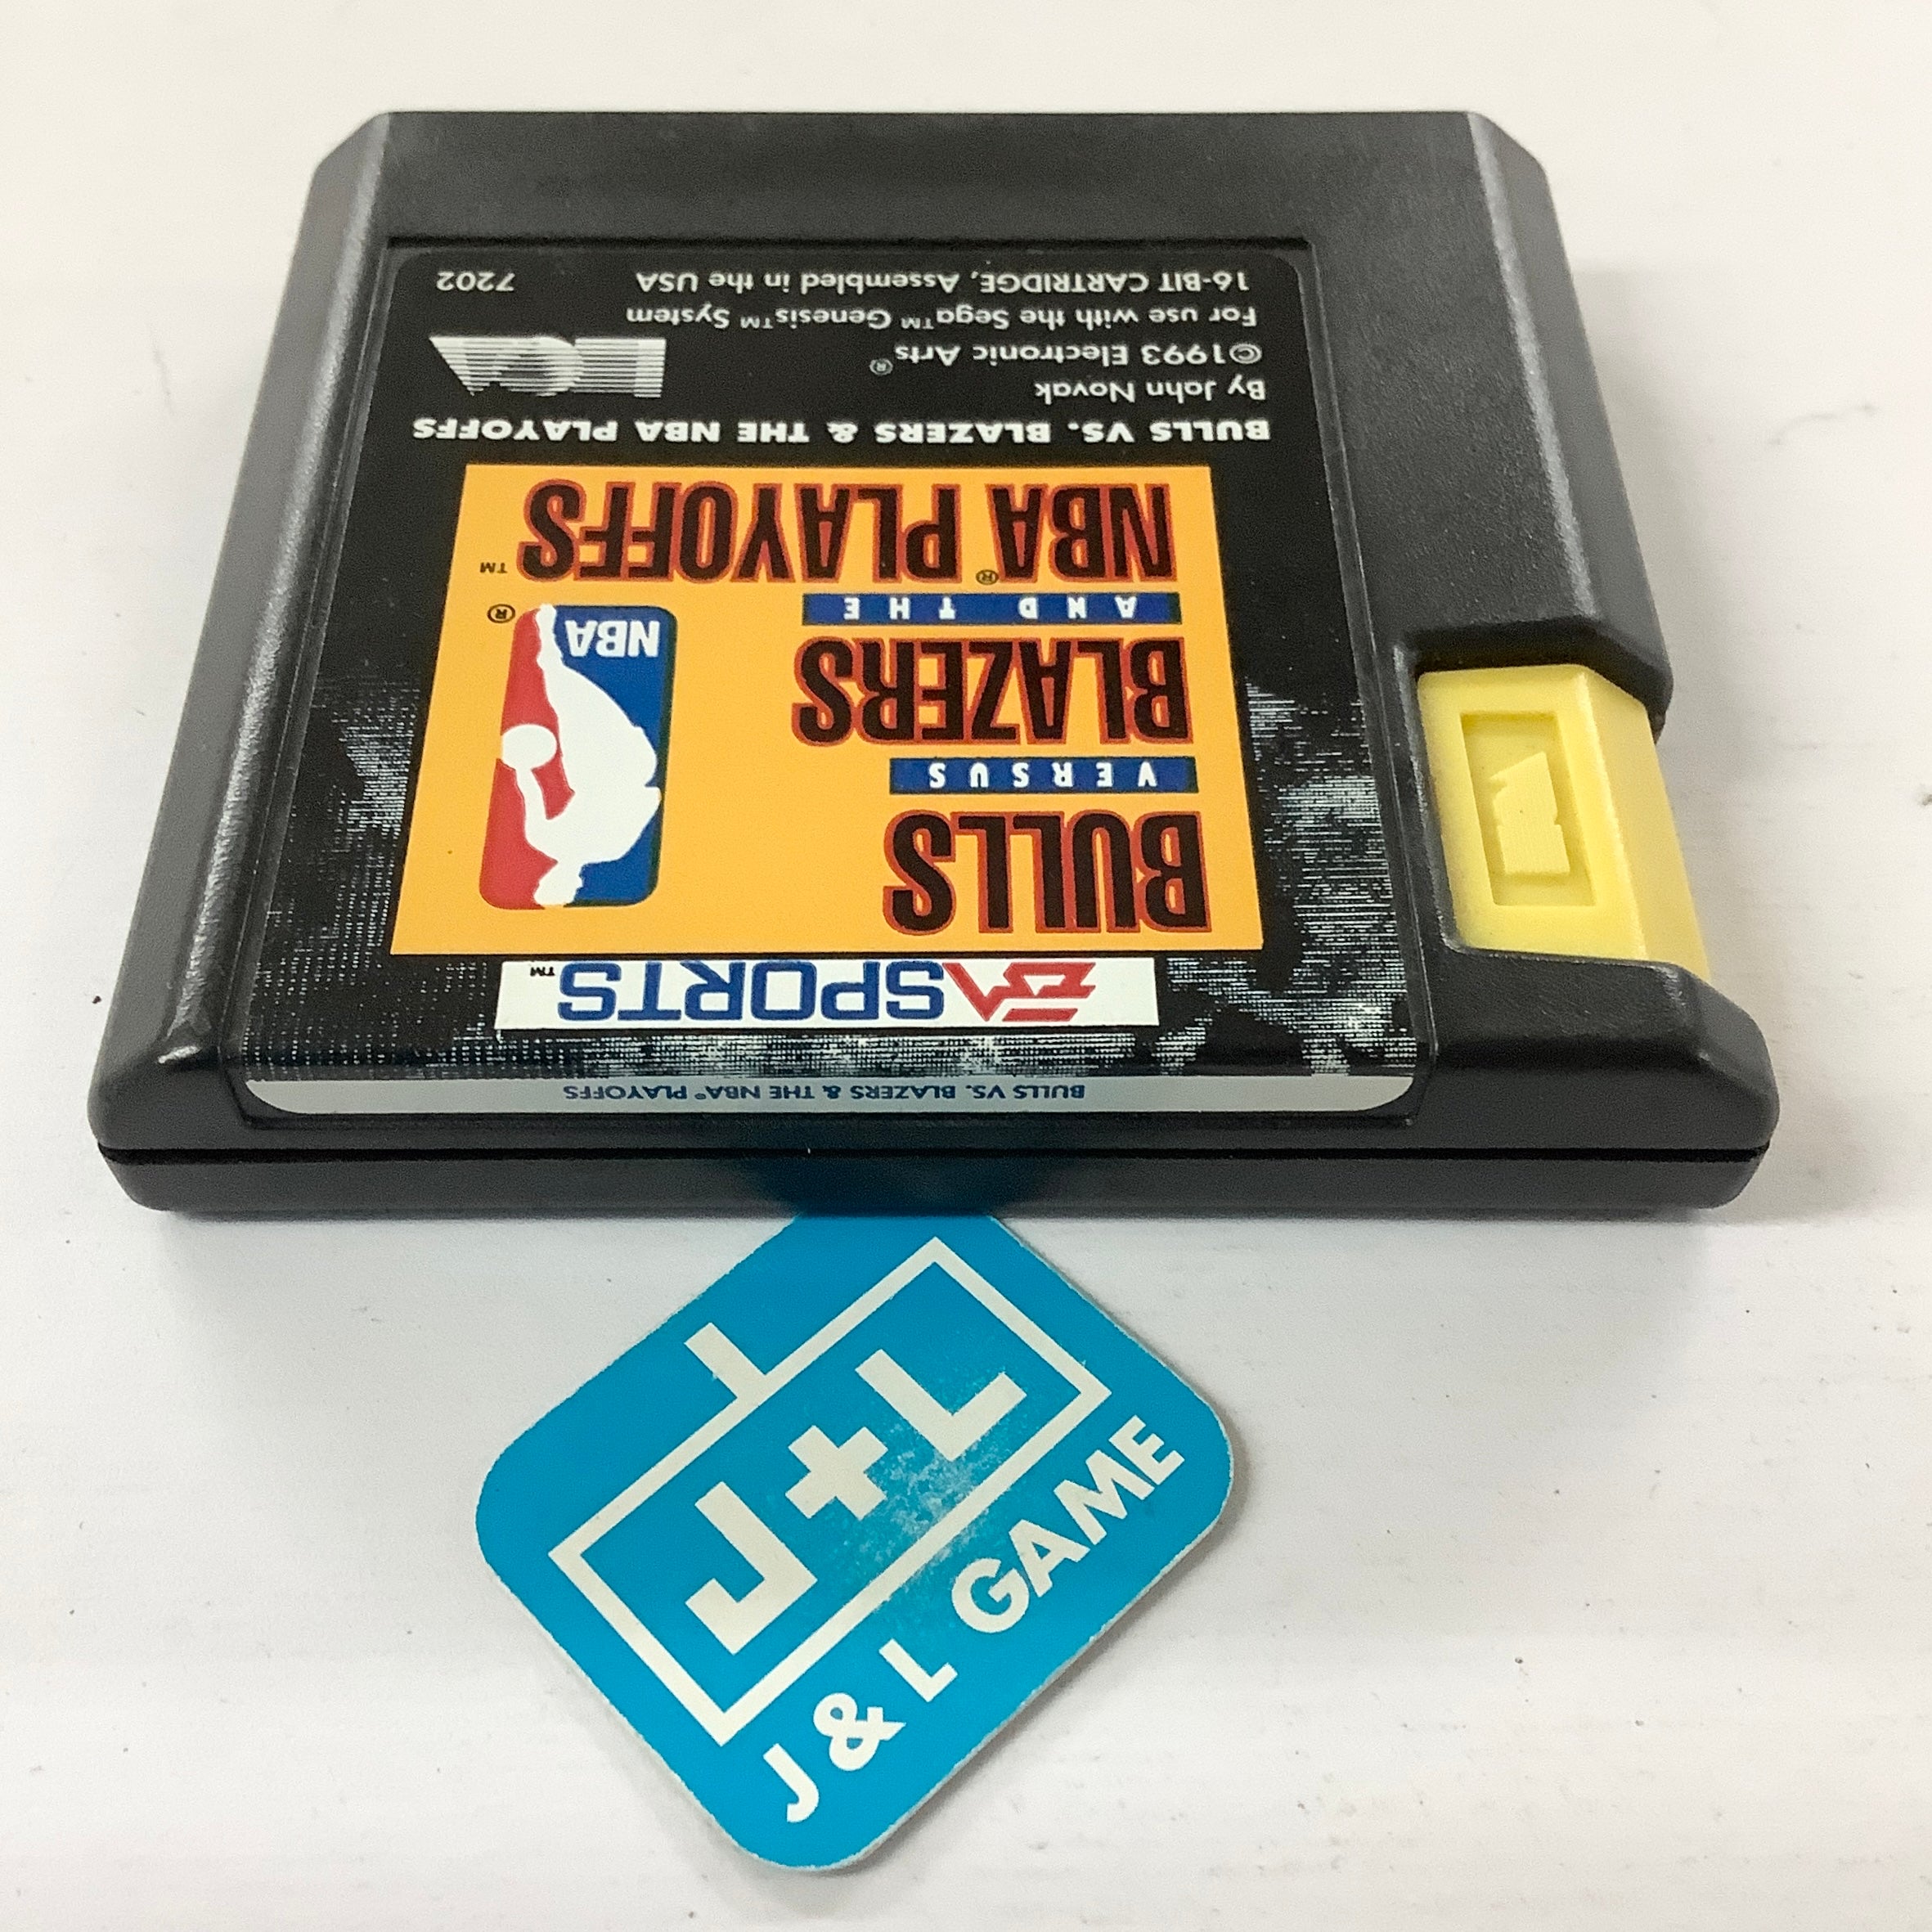 BULLS VS. BLAZERS & THE NBA® PLAYOFFS
EA SPORTS™
BULLS
VERSUS
BLAZERS
AND THE
NBA® PLAYOFFS™
NBA®
BULLS VS. BLAZERS & THE NBA PLAYOFFS
By John Novak
©1993 Electronic Arts®
For use with the Sega™ Genesis™ System
16-BIT CARTRIDGE, Assembled in the USA
7202
EA
J+L
J & L GAME